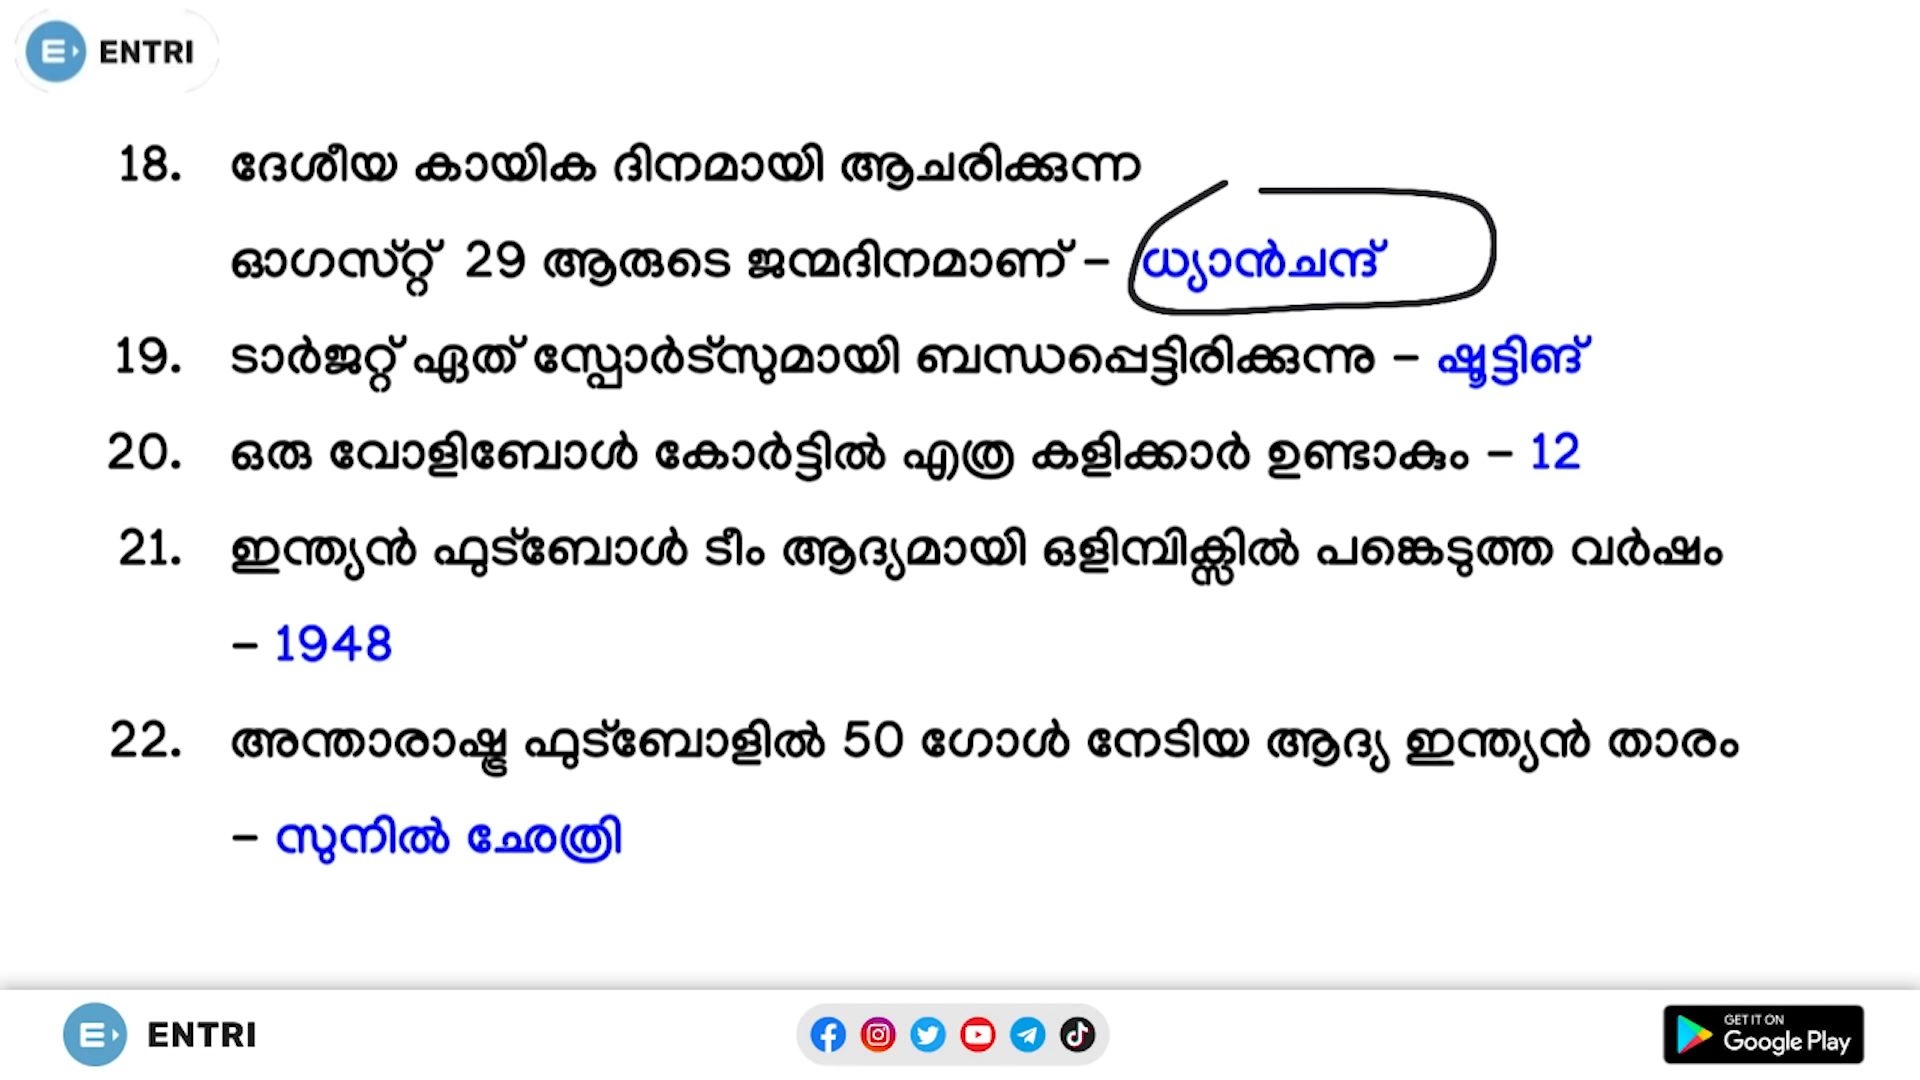 ENTRI
18. ദേശീയ കായിക ദിനമായി ആചരിക്കുന്ന
ഓഗസ്റ്റ് 29 ആരുടെ ജന്മദിനമാണ് – ധ്യാൻചന്ദ്
19. ടാർജറ്റ് ഏത് സ്പോർട്സുമായി ബന്ധപ്പെട്ടിരിക്കുന്നു – ഷൂട്ടിങ്
20. ഒരു വോളിബോൾ കോർട്ടിൽ എത്ര കളിക്കാർ ഉണ്ടാകും – 12
21. ഇന്ത്യൻ ഫുട്ബോൾ ടീം ആദ്യമായി ഒളിമ്പിക്സിൽ പങ്കെടുത്ത വർഷം
– 1948
22. അന്താരാഷ്ട്ര ഫുട്ബോളിൽ 50 ഗോൾ നേടിയ ആദ്യ ഇന്ത്യൻ താരം
– സുനിൽ ഛേത്രി
ENTRI
GET IT ON
Google Play